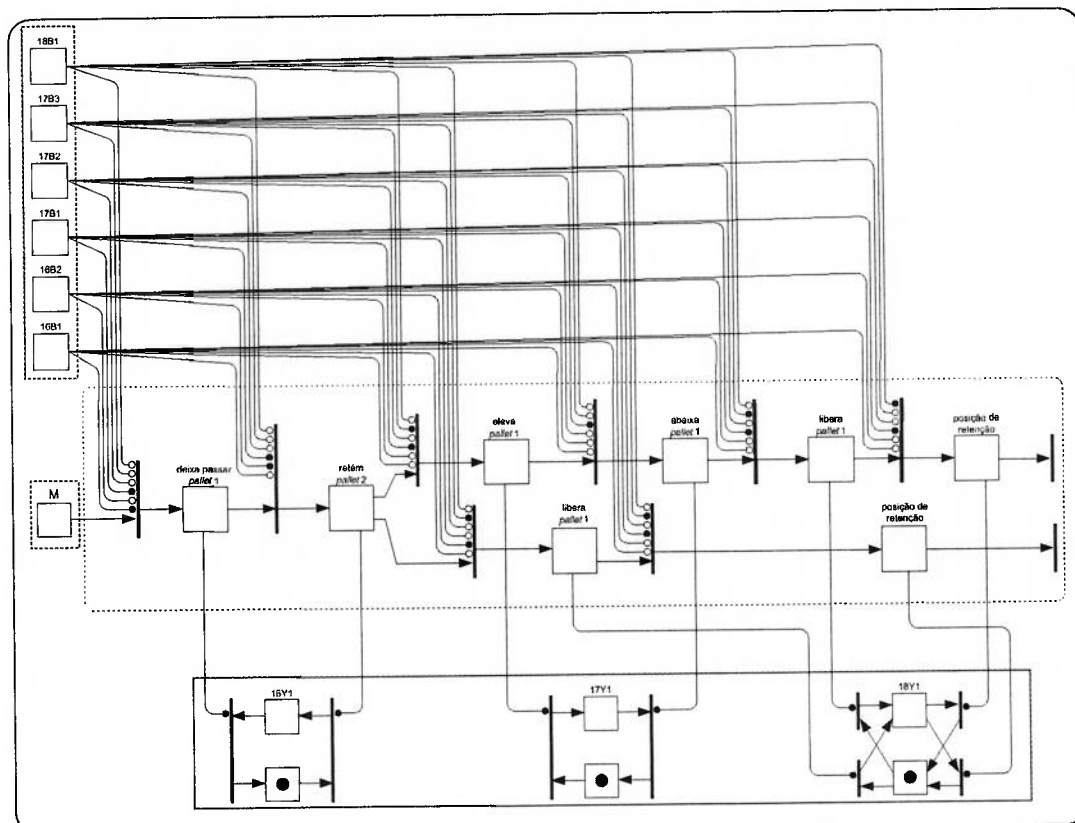 18B1
17B3
17B2
17B1
16B2
16B1
M
deixa passar
pallet 1
retém
pallet 2
eleva
pallet 1
abaixa
pallet 1
libera
pallet 1
posição de
retenção
libera
pallet 1
posição de
retenção
16Y1
17Y1
18Y1